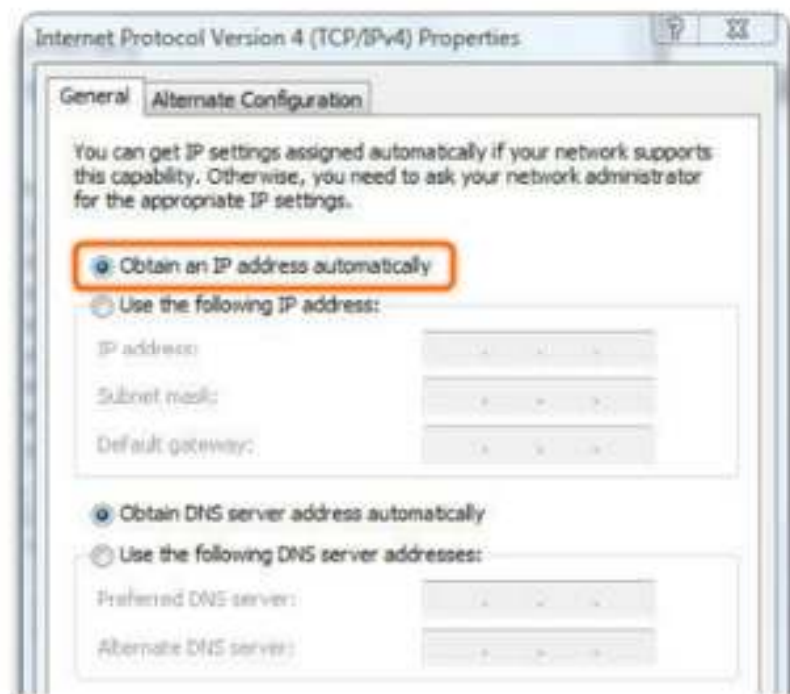 Internet Protocol Version 4 (TCP/IPv4) Properties
General
Alternate Configuration
You can get IP settings assigned automatically if your network supports
this capability. Otherwise, you need to ask your network administrator
for the appropriate IP settings.
Obtain an IP address automatically
Use the following IP address:
IP address:
Subnet mask:
Default gateway:
Obtain DNS server address automatically
Use the following DNS server addresses:
Preferred DNS server:
Alternate DNS server: